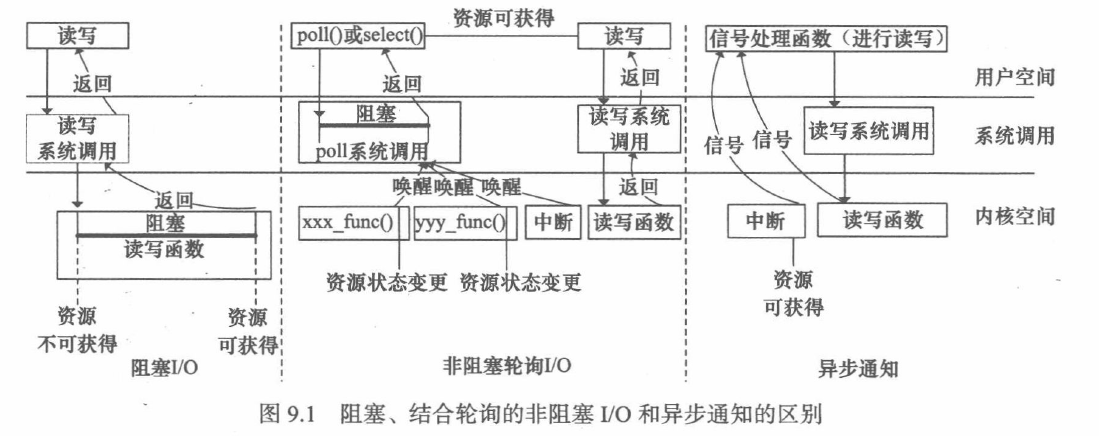 读写
返回
读写
系统调用
返回
阻塞
读写函数
资源
不可获得
资源
可获得
阻塞I/O
poll()或select()
资源可获得
读写
返回
返回
阻塞
poll系统调用
读写系统
调用
唤醒
唤醒
唤醒
返回
xxx_func()
yyy_func()
中断
读写函数
资源状态变更
资源状态变更
非阻塞轮询I/O
信号处理函数（进行读写）
信号
信号
读写系统调用
中断
读写函数
资源
可获得
异步通知
用户空间
系统调用
内核空间
图 9.1 阻塞、结合轮询的非阻塞 I/O 和异步通知的区别